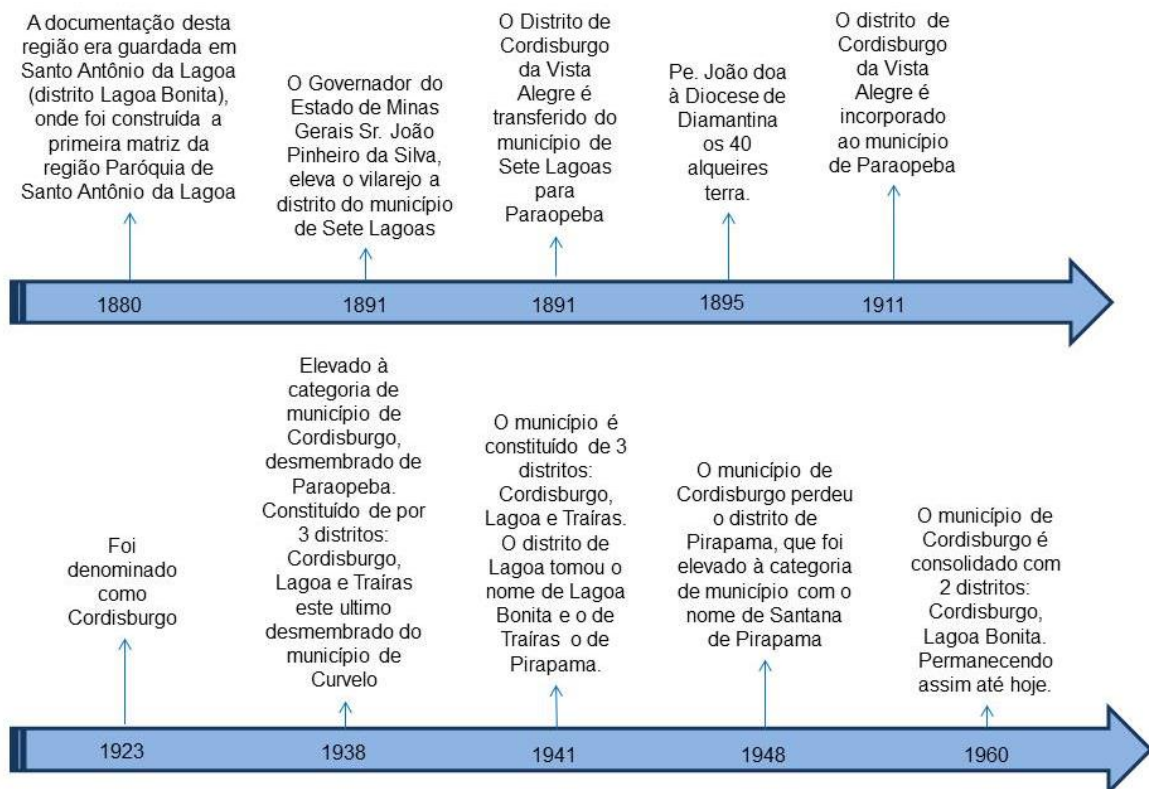 A documentação desta
região era guardada em
Santo Antônio da Lagoa
(distrito Lagoa Bonita),
onde foi construída a
primeira matriz da
região Paróquia de
Santo Antônio da Lagoa
O Governador do
Estado de Minas
Gerais Sr. João
Pinheiro da Silva,
eleva o vilarejo a
distrito do município
de Sete Lagoas
O Distrito de
Cordisburgo
da Vista
Alegre é
transferido do
município de
Sete Lagoas
para
Paraopeba
Pe. João doa
à Diocese de
Diamantina
os 40
alqueires
terra.
O distrito de
Cordisburgo
da Vista
Alegre é
incorporado
ao município
de Paraopeba
1880
1891
1891
1895
1911
Foi
denominado
como
Cordisburgo
Elevado à
categoria de
município de
Cordisburgo,
desmembrado de
Paraopeba.
Constituído de por
3 distritos:
Cordisburgo,
Lagoa e Traíras
este ultimo
desmembrado do
município de
Curvelo
O município é
constituído de 3
distritos:
Cordisburgo,
Lagoa e Traíras.
O distrito de
Lagoa tomou o
nome de Lagoa
Bonita e o de
Traíras o de
Pirapama.
O município de
Cordisburgo perdeu
o distrito de
Pirapama, que foi
elevado à categoria
de município com o
nome de Santana
de Pirapama
O município de
Cordisburgo é
consolidado com
2 distritos:
Cordisburgo,
Lagoa Bonita.
Permanecendo
assim até hoje.
1923
1938
1941
1948
1960